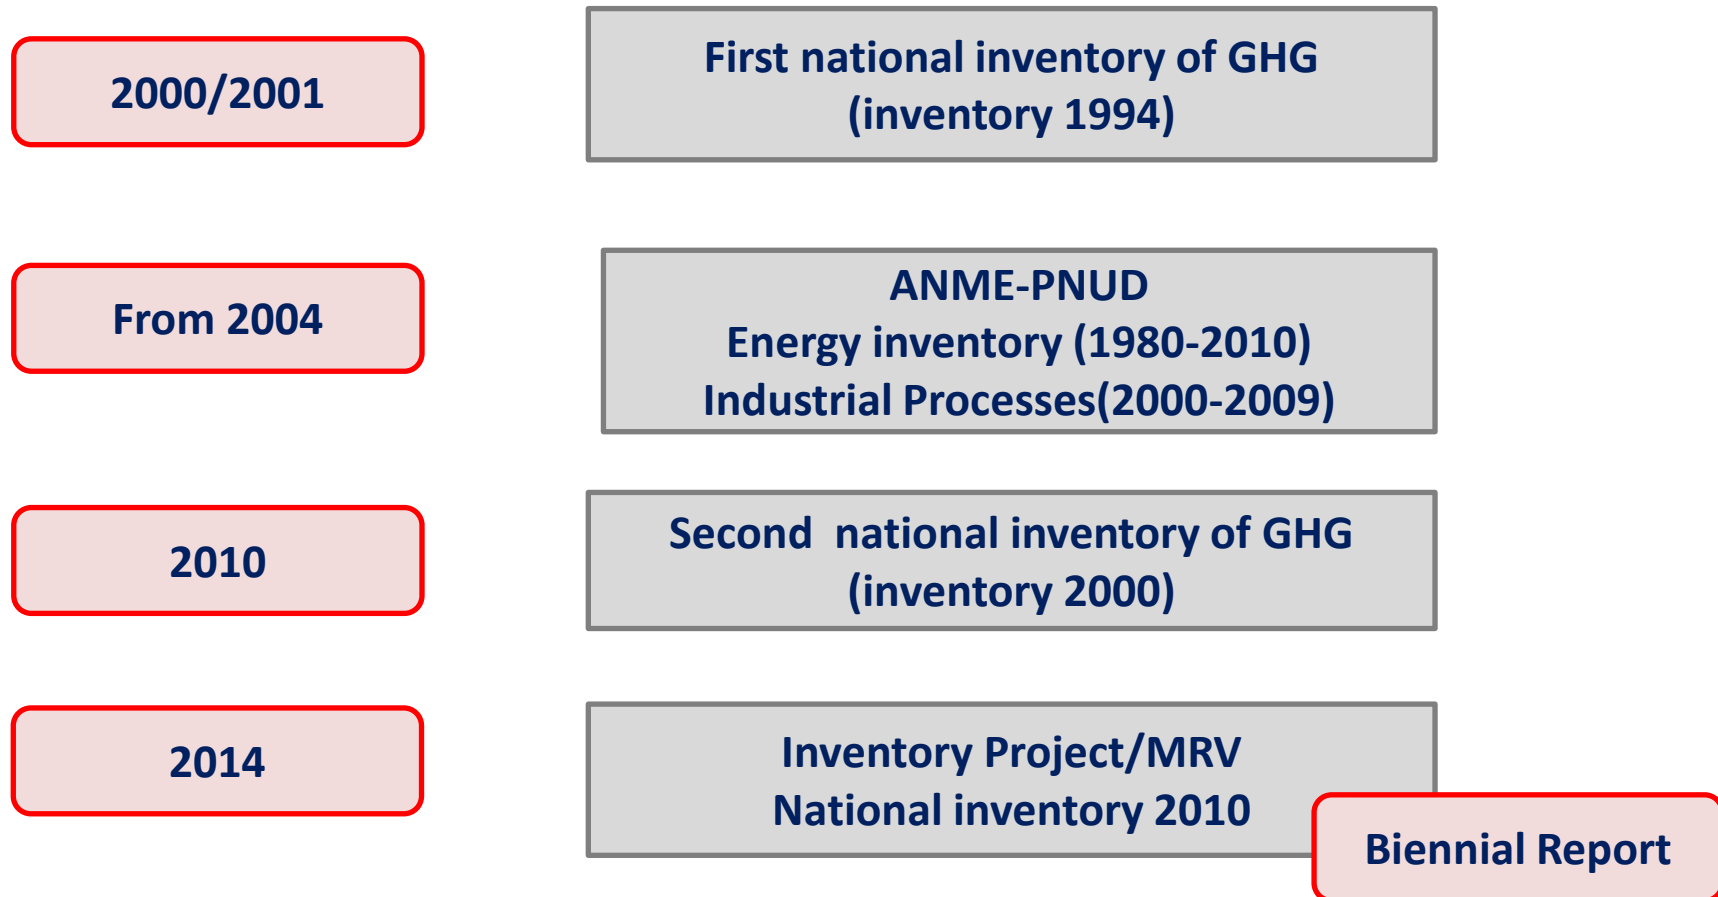 2000/2001
First national inventory of GHG
(inventory 1994)
From 2004
ANME-PNUD
Energy inventory (1980-2010)
Industrial Processes(2000-2009)
2010
Second  national inventory of GHG
(inventory 2000)
2014
Inventory Project/MRV
National inventory 2010
Biennial Report